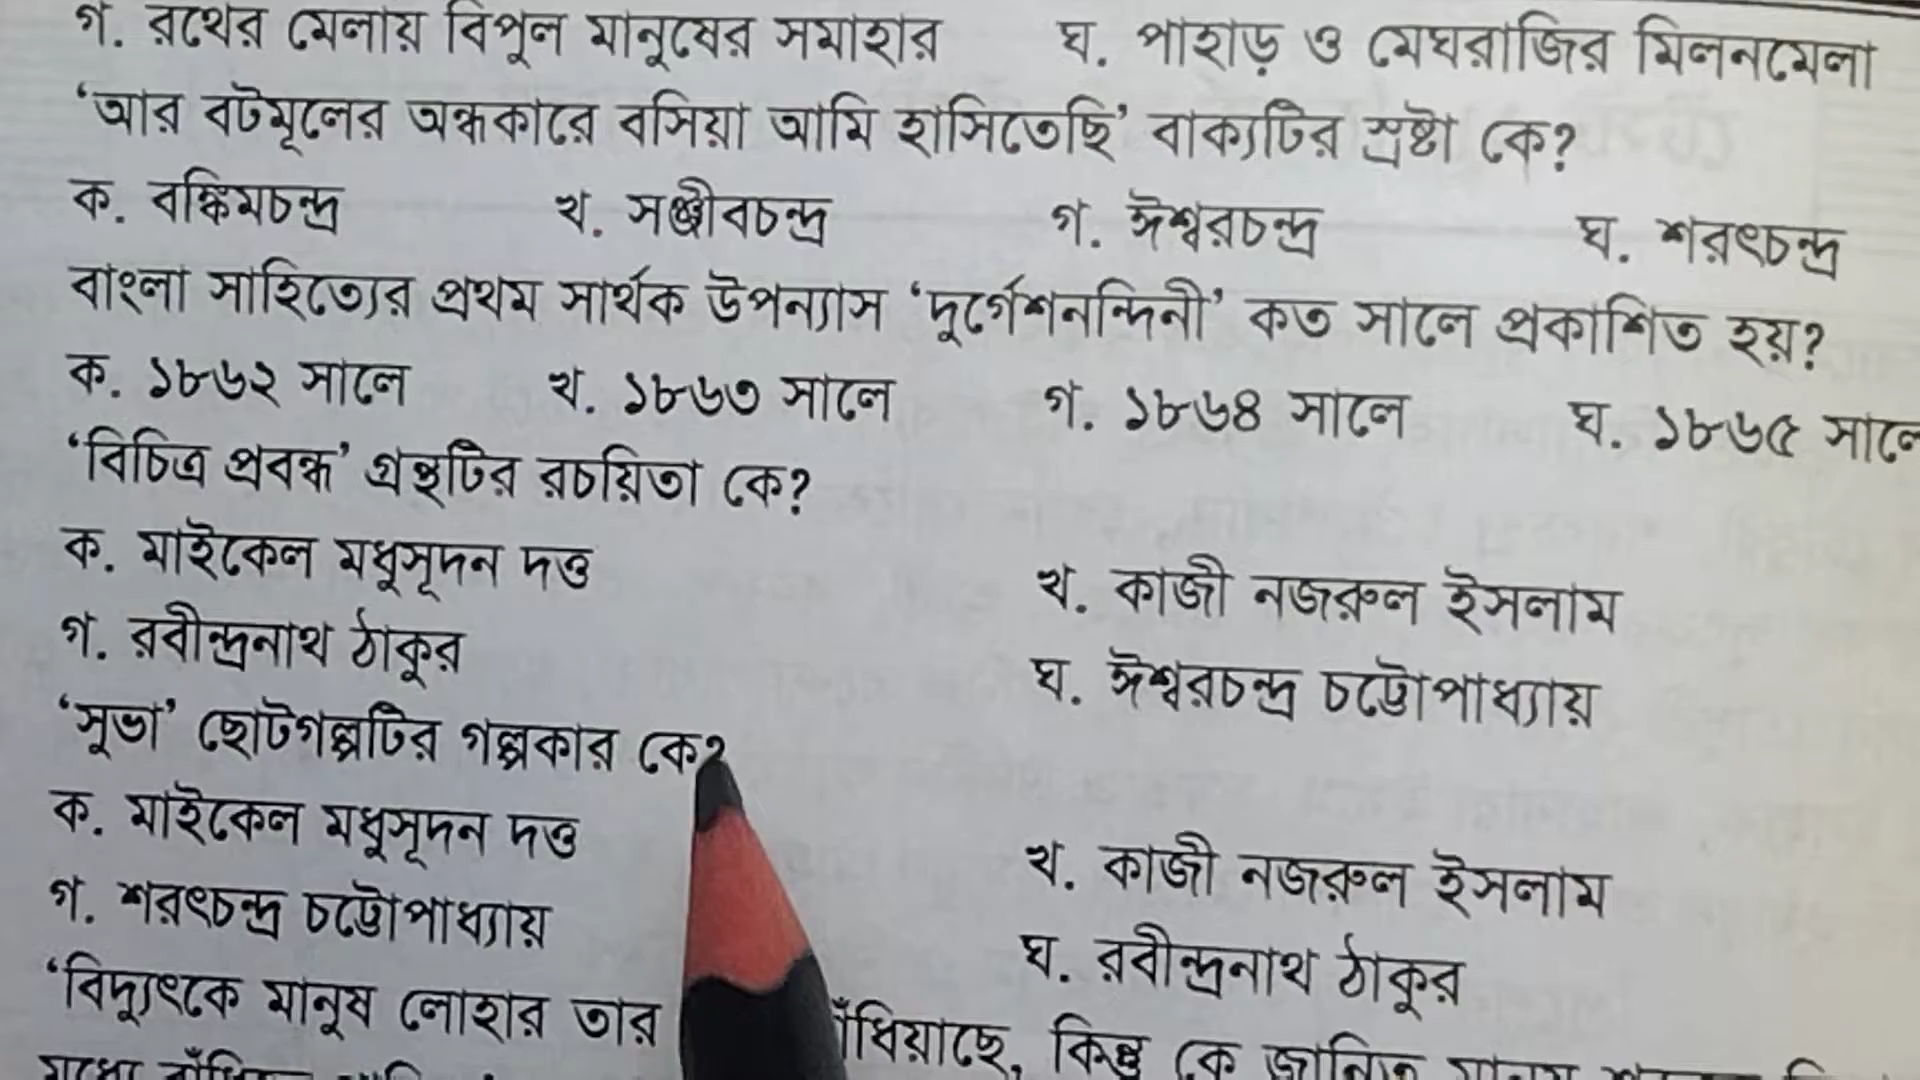 গ. রথের মেলায় বিপুল মানুষের সমাহার ঘ. পাহাড় ও মেঘরাজির মিলনমেলা
‘আর বটমূলের অন্ধকারে বসিয়া আমি হাসিতেছি’ বাক্যটির স্রষ্টা কে?
ক. বঙ্কিমচন্দ্র খ. সঞ্জীবচন্দ্র গ. ঈশ্বরচন্দ্র ঘ. শরৎচন্দ্র
বাংলা সাহিত্যের প্রথম সার্থক উপন্যাস ‘দুর্গেশনন্দিনী’ কত সালে প্রকাশিত হয়?
ক. ১৮৬২ সালে খ. ১৮৬৩ সালে গ. ১৮৬৪ সালে ঘ. ১৮৬৫ সালে
‘বিচিত্র প্রবন্ধ’ গ্রন্থটির রচয়িতা কে?
ক. মাইকেল মধুসূদন দত্ত খ. কাজী নজরুল ইসলাম
গ. রবীন্দ্রনাথ ঠাকুর ঘ. ঈশ্বরচন্দ্র চট্টোপাধ্যায়
‘সুভা’ ছোটগল্পটির গল্পকার কে?
ক. মাইকেল মধুসূদন দত্ত খ. কাজী নজরুল ইসলাম
গ. শরৎচন্দ্র চট্টোপাধ্যায় ঘ. রবীন্দ্রনাথ ঠাকুর
‘বিদ্যুৎকে মানুষ লোহার তার ঁধিয়াছে, কিন্তু কে জানিত